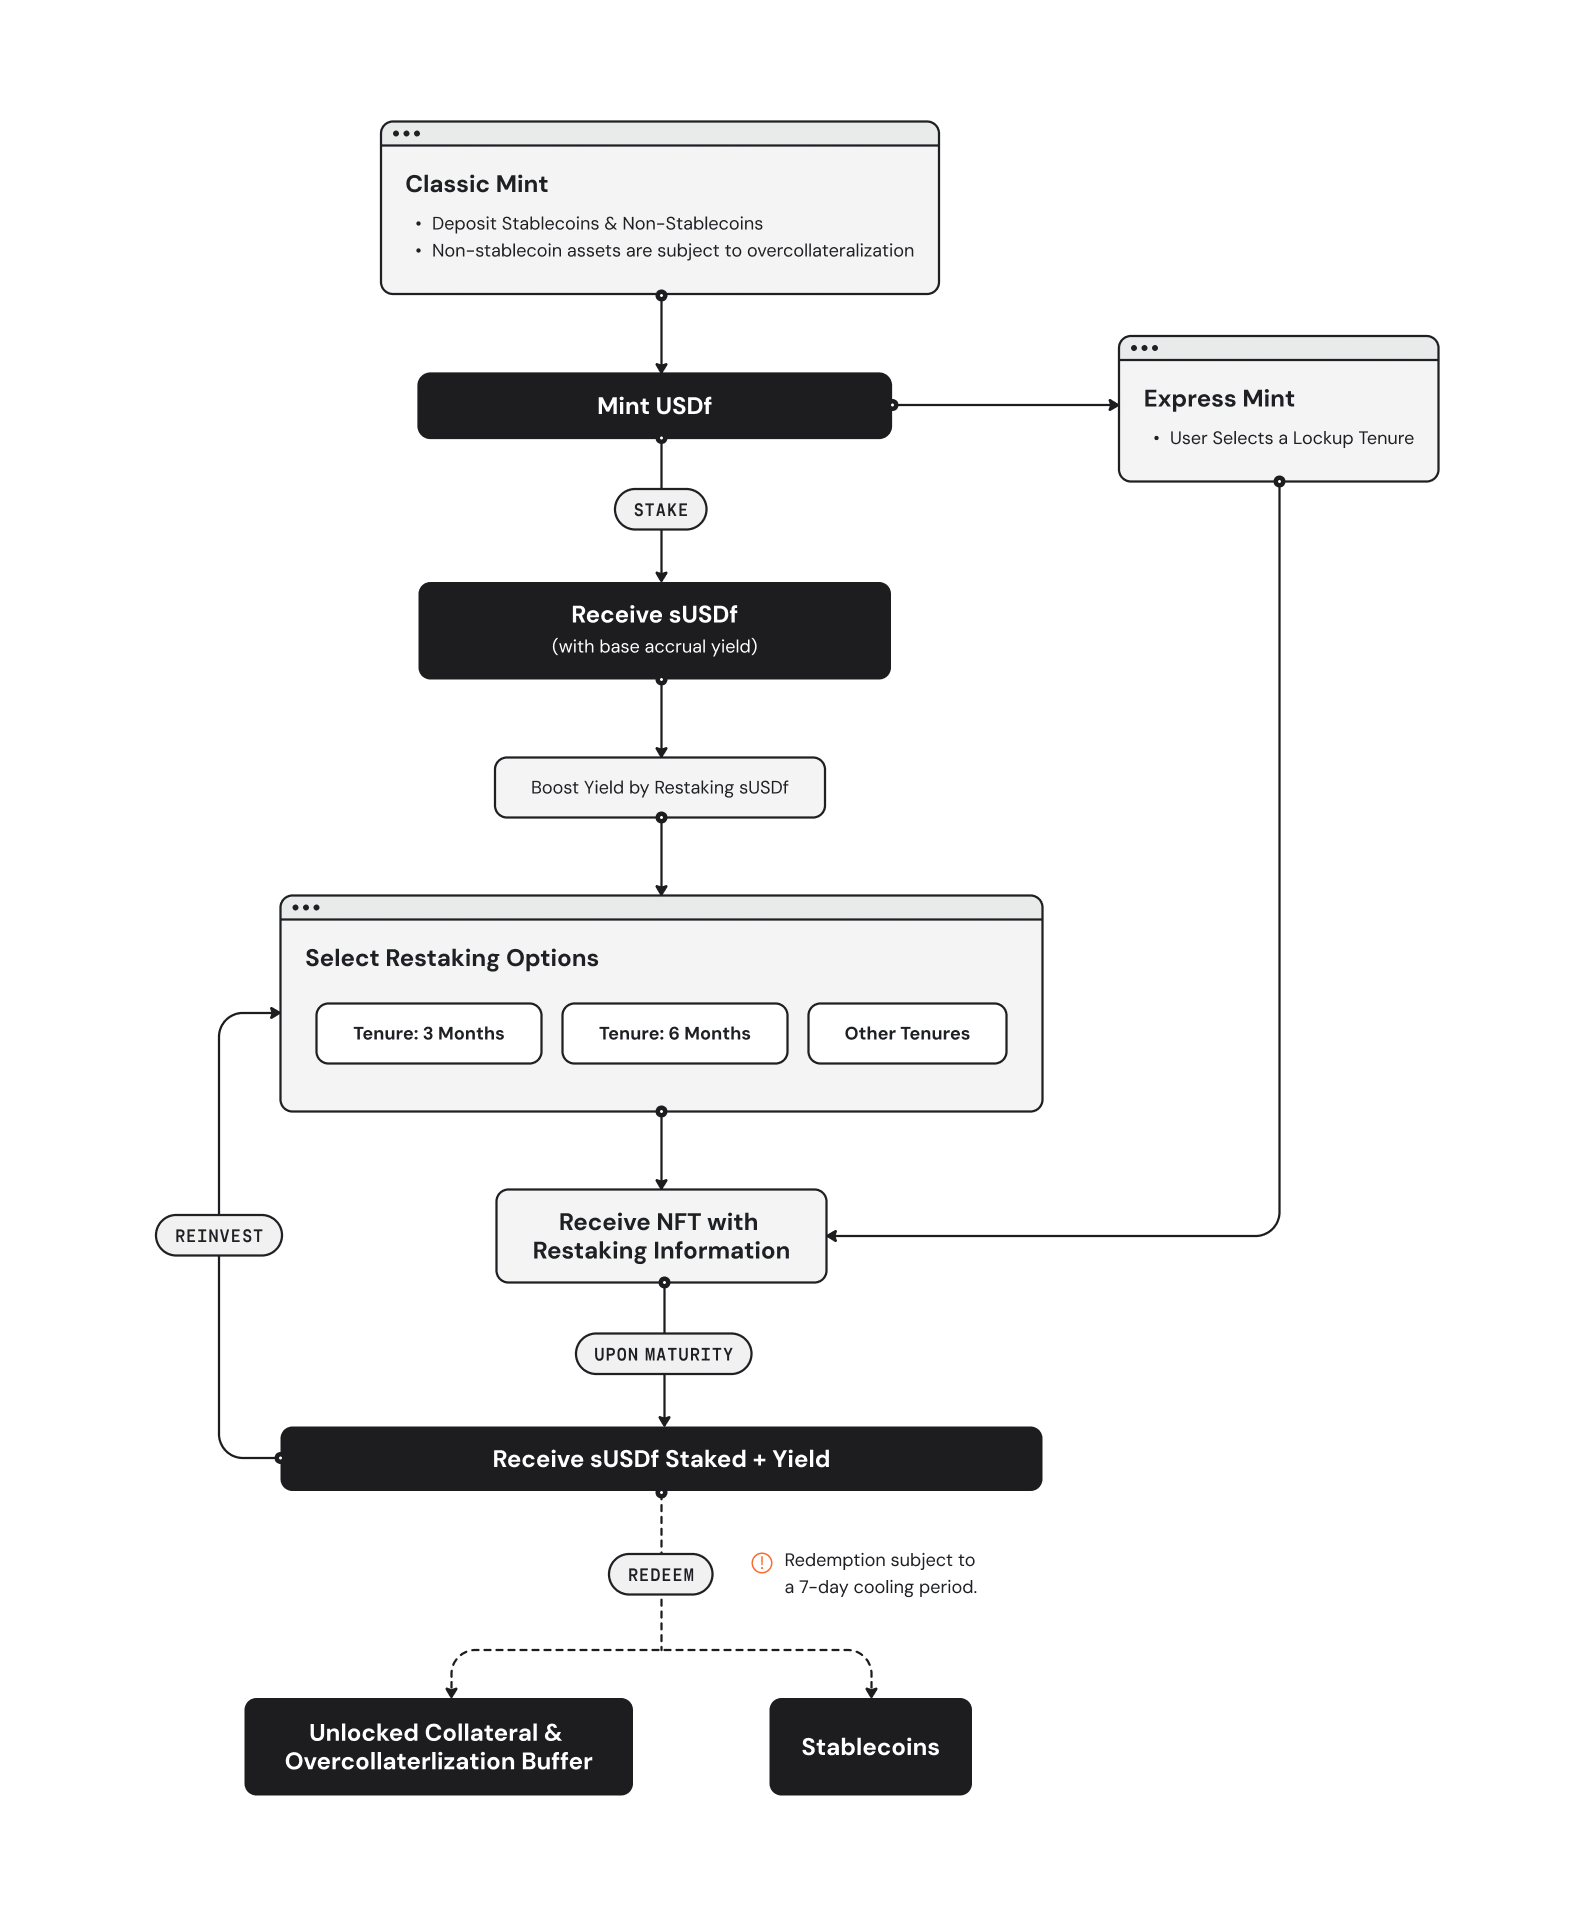 Classic Mint
• Deposit Stablecoins & Non-Stablecoins
• Non-stablecoin assets are subject to overcollateralization
Mint USDf
Express Mint
• User Selects a Lockup Tenure
STAKE
Receive sUSDf
(with base accrual yield)
Boost Yield by Restaking sUSDf
Select Restaking Options
Tenure: 3 Months
Tenure: 6 Months
Other Tenures
Receive NFT with
Restaking Information
REINVEST
UPON MATURITY
Receive sUSDf Staked + Yield
REDEEM
Redemption subject to
a 7-day cooling period.
Unlocked Collateral &
Overcollaterlization Buffer
Stablecoins